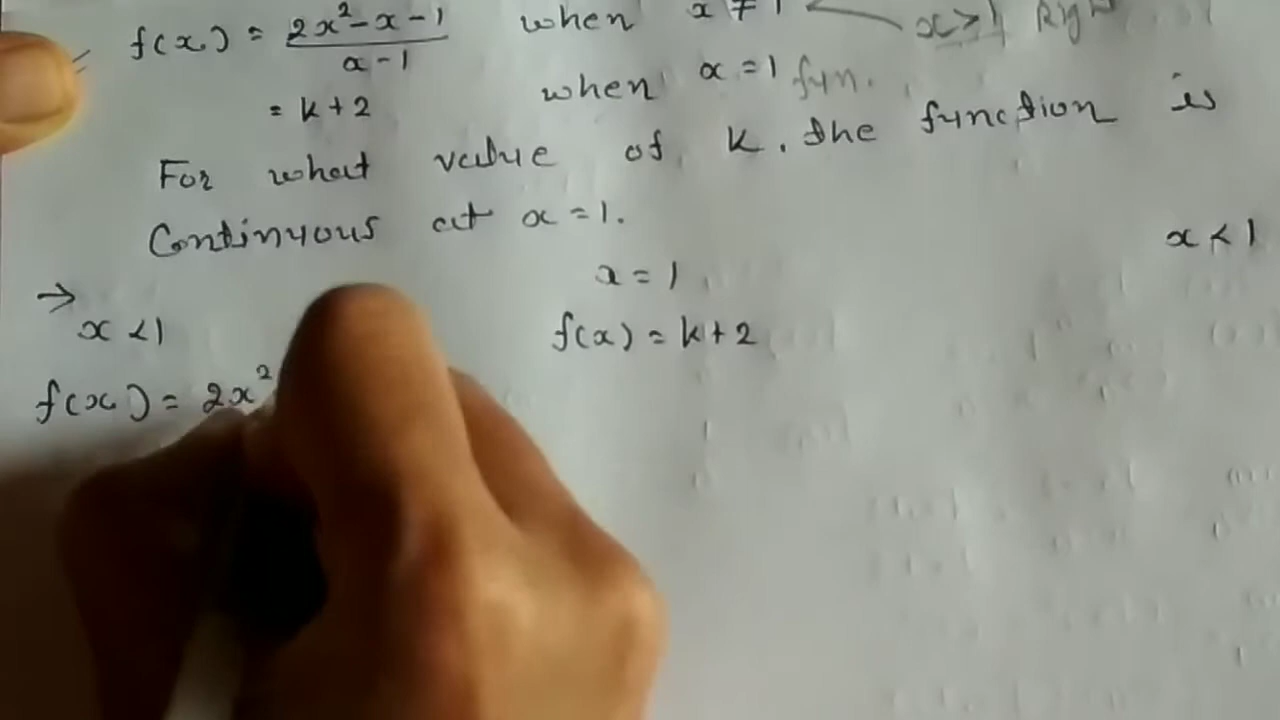 f(x) = 2x²-x-1 / x-1 when x ≠ 1 x>1 Right
= k+2 when x=1 fun.
For what value of k. the function is
Continuous at x=1.
x<1
x=1
→ x<1
f(x) = k+2
f(x) = 2x²